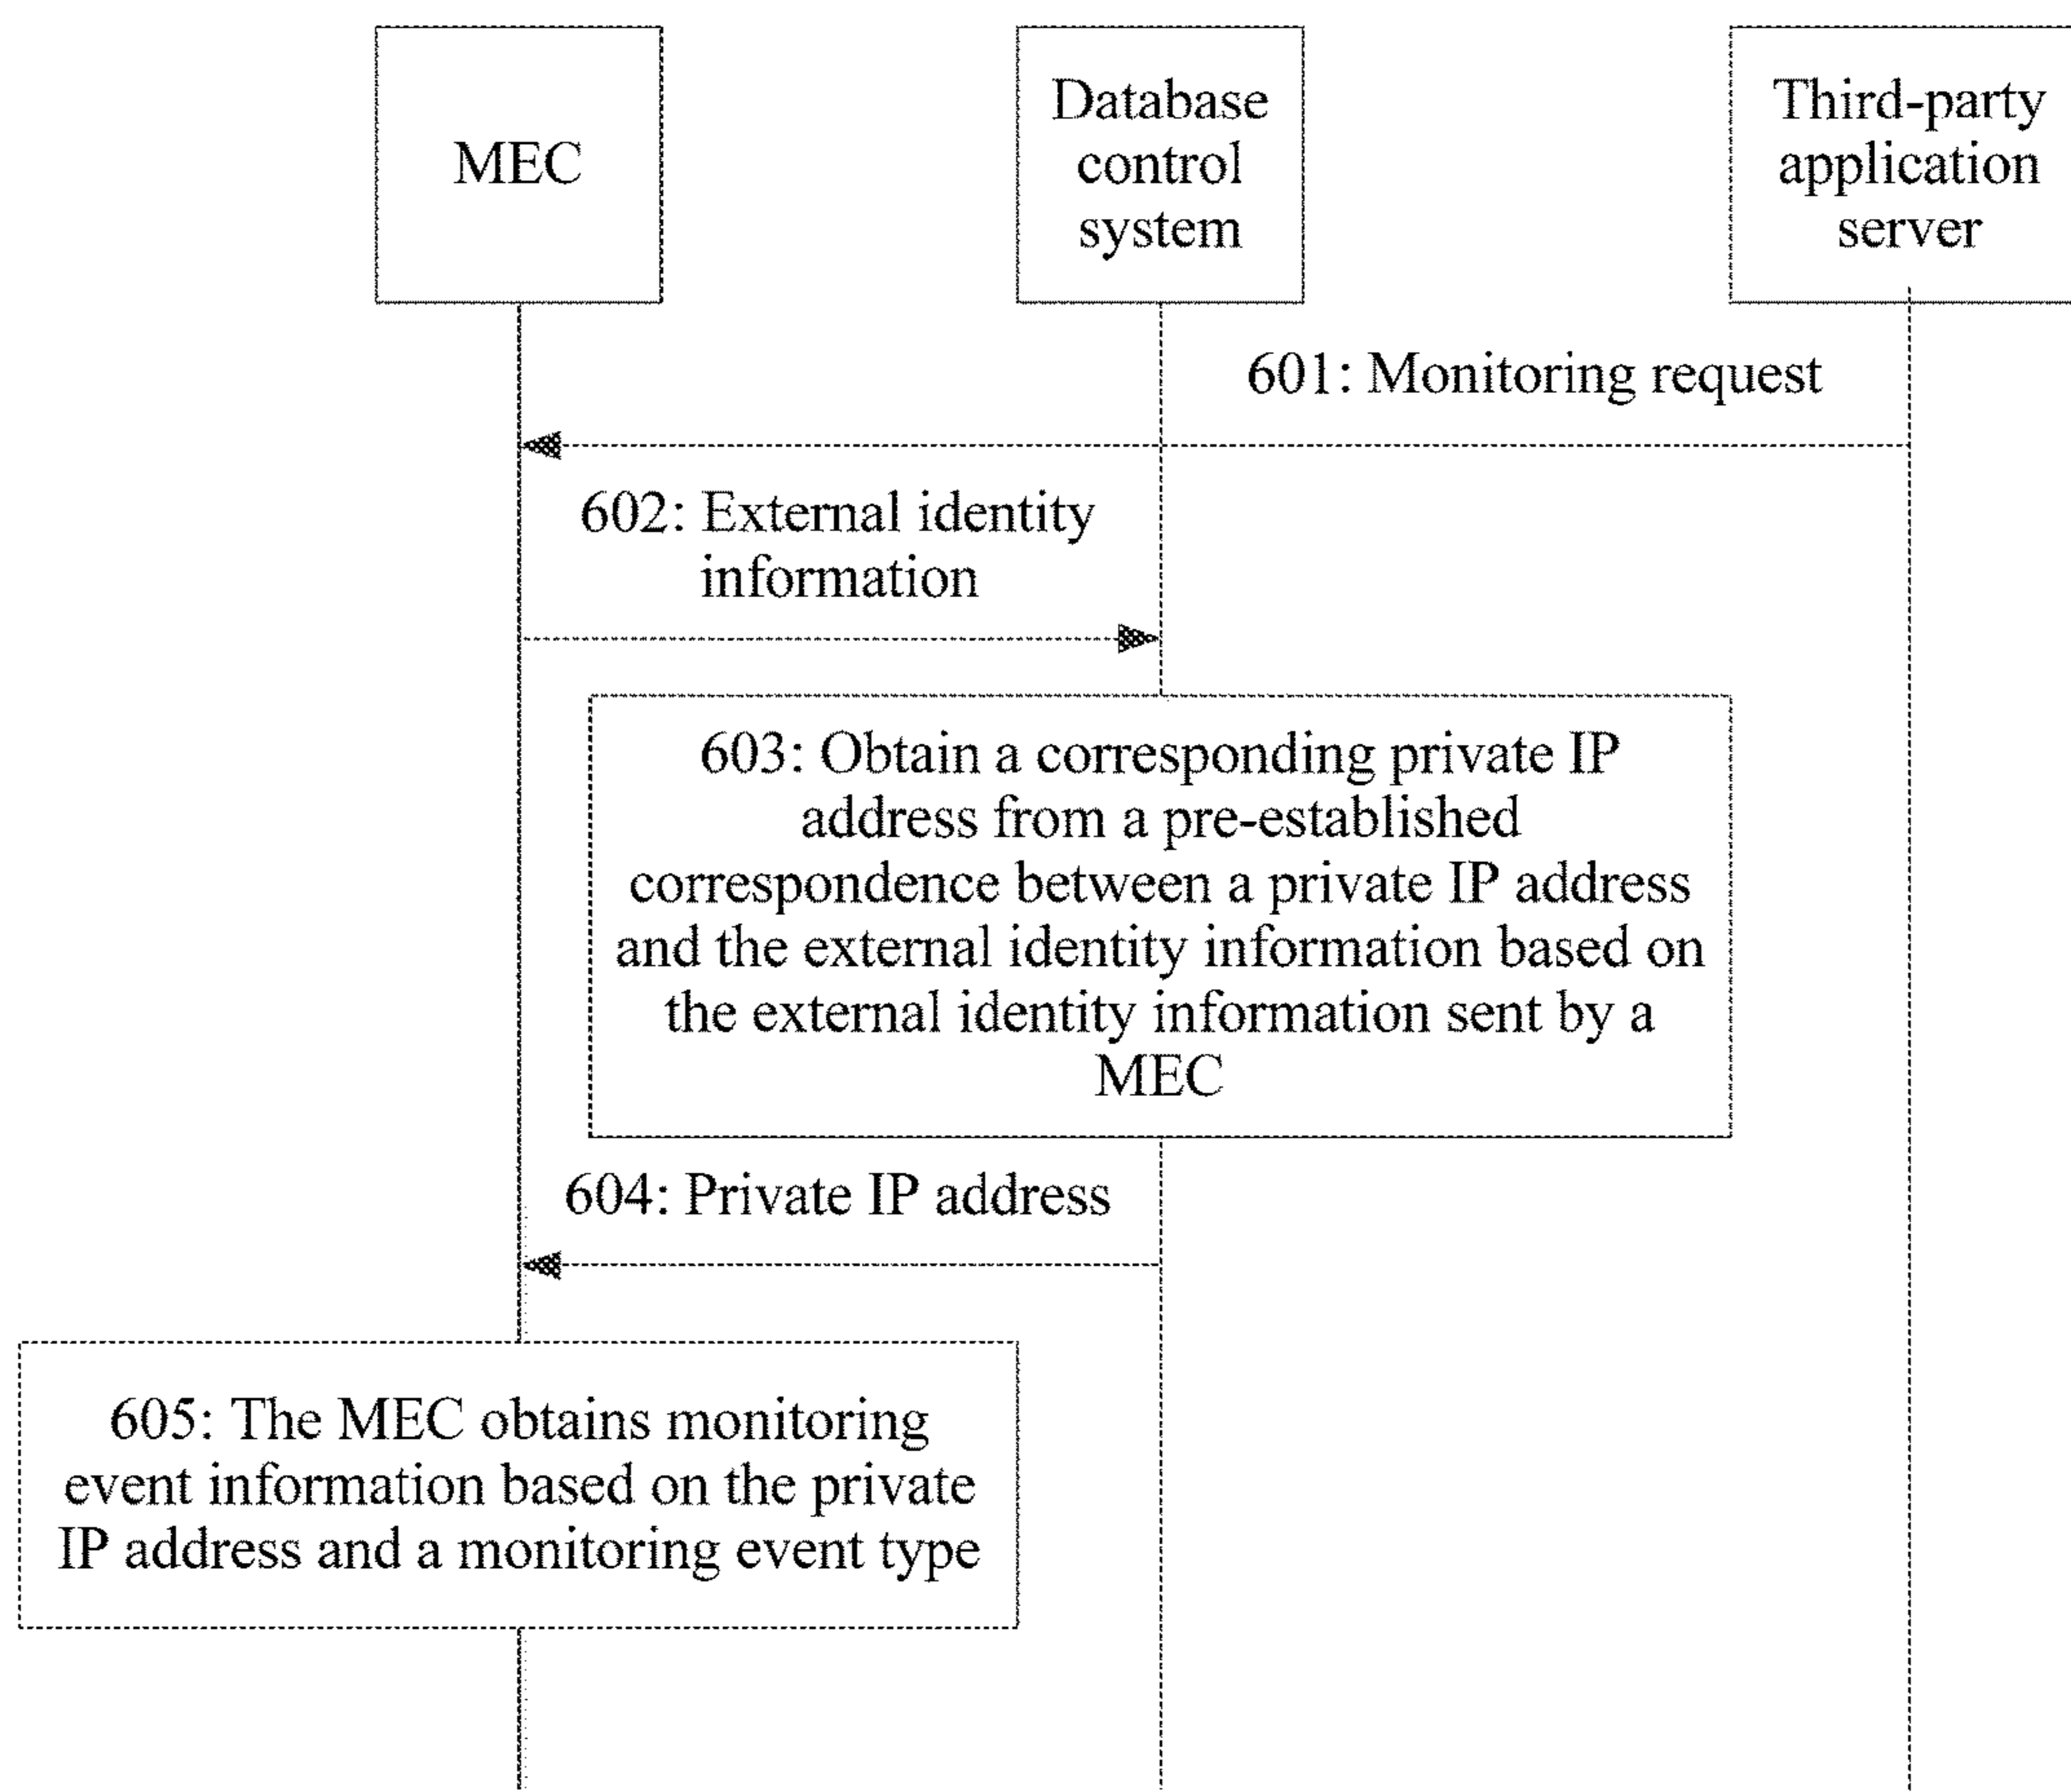 MEC
Database
control
system
Third-party
application
server
601: Monitoring request
602: External identity
information
603: Obtain a corresponding private IP
address from a pre-established
correspondence between a private IP address
and the external identity information based on
the external identity information sent by a
MEC
604: Private IP address
605: The MEC obtains monitoring
event information based on the private
IP address and a monitoring event type